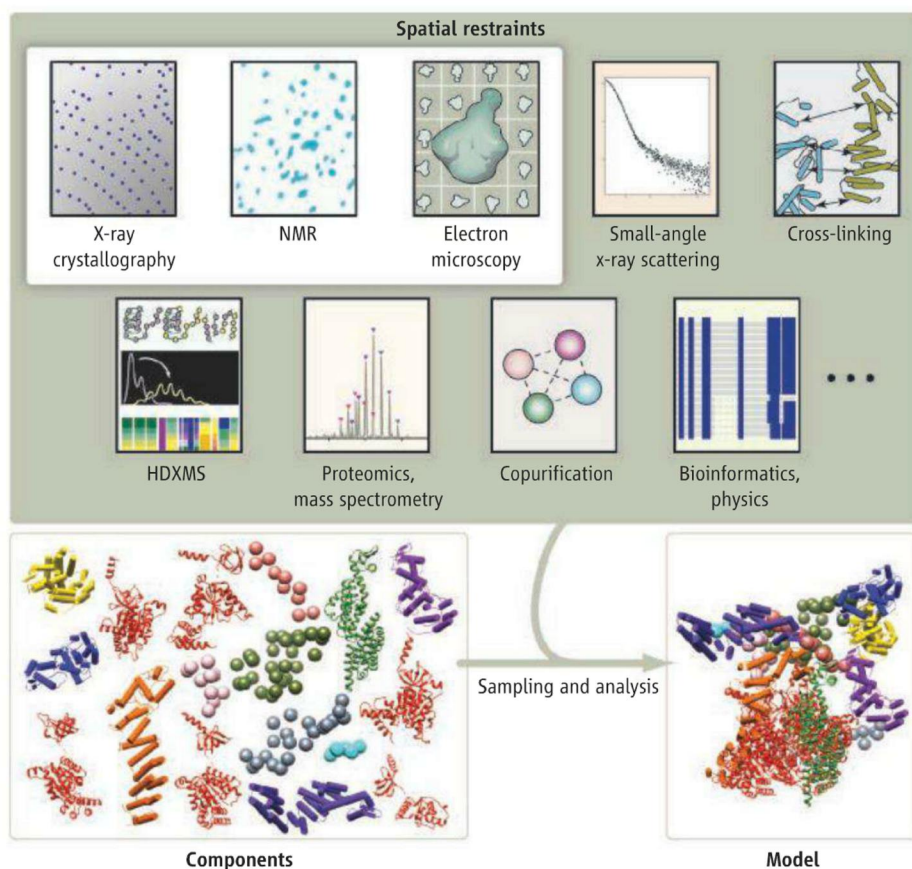 Spatial restraints
X-ray
crystallography
NMR
Electron
microscopy
Small-angle
x-ray scattering
Cross-linking
HDXMS
Proteomics,
mass spectrometry
Copurification
Bioinformatics,
physics
Sampling and analysis
Components
Model